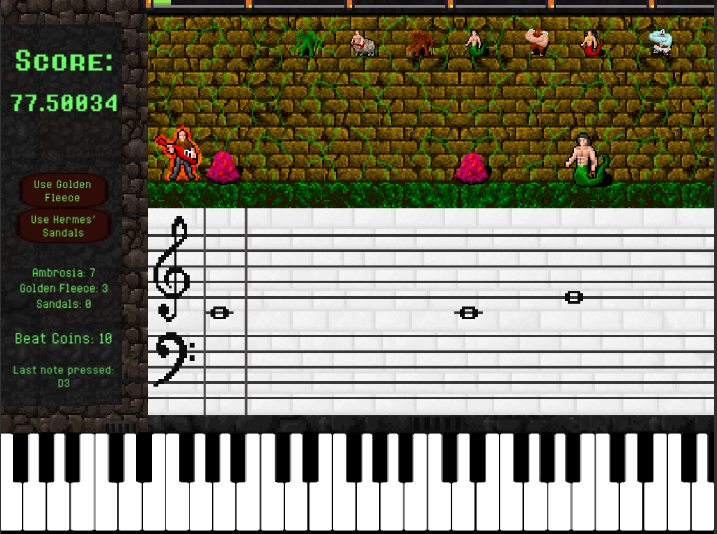 Score:
77.50034
Use Golden
Fleece
Use Hermes'
Sandals
Ambrosia: 7
Golden Fleece: 3
Sandals: 0
Beat Coins: 10
Last note pressed:
D3